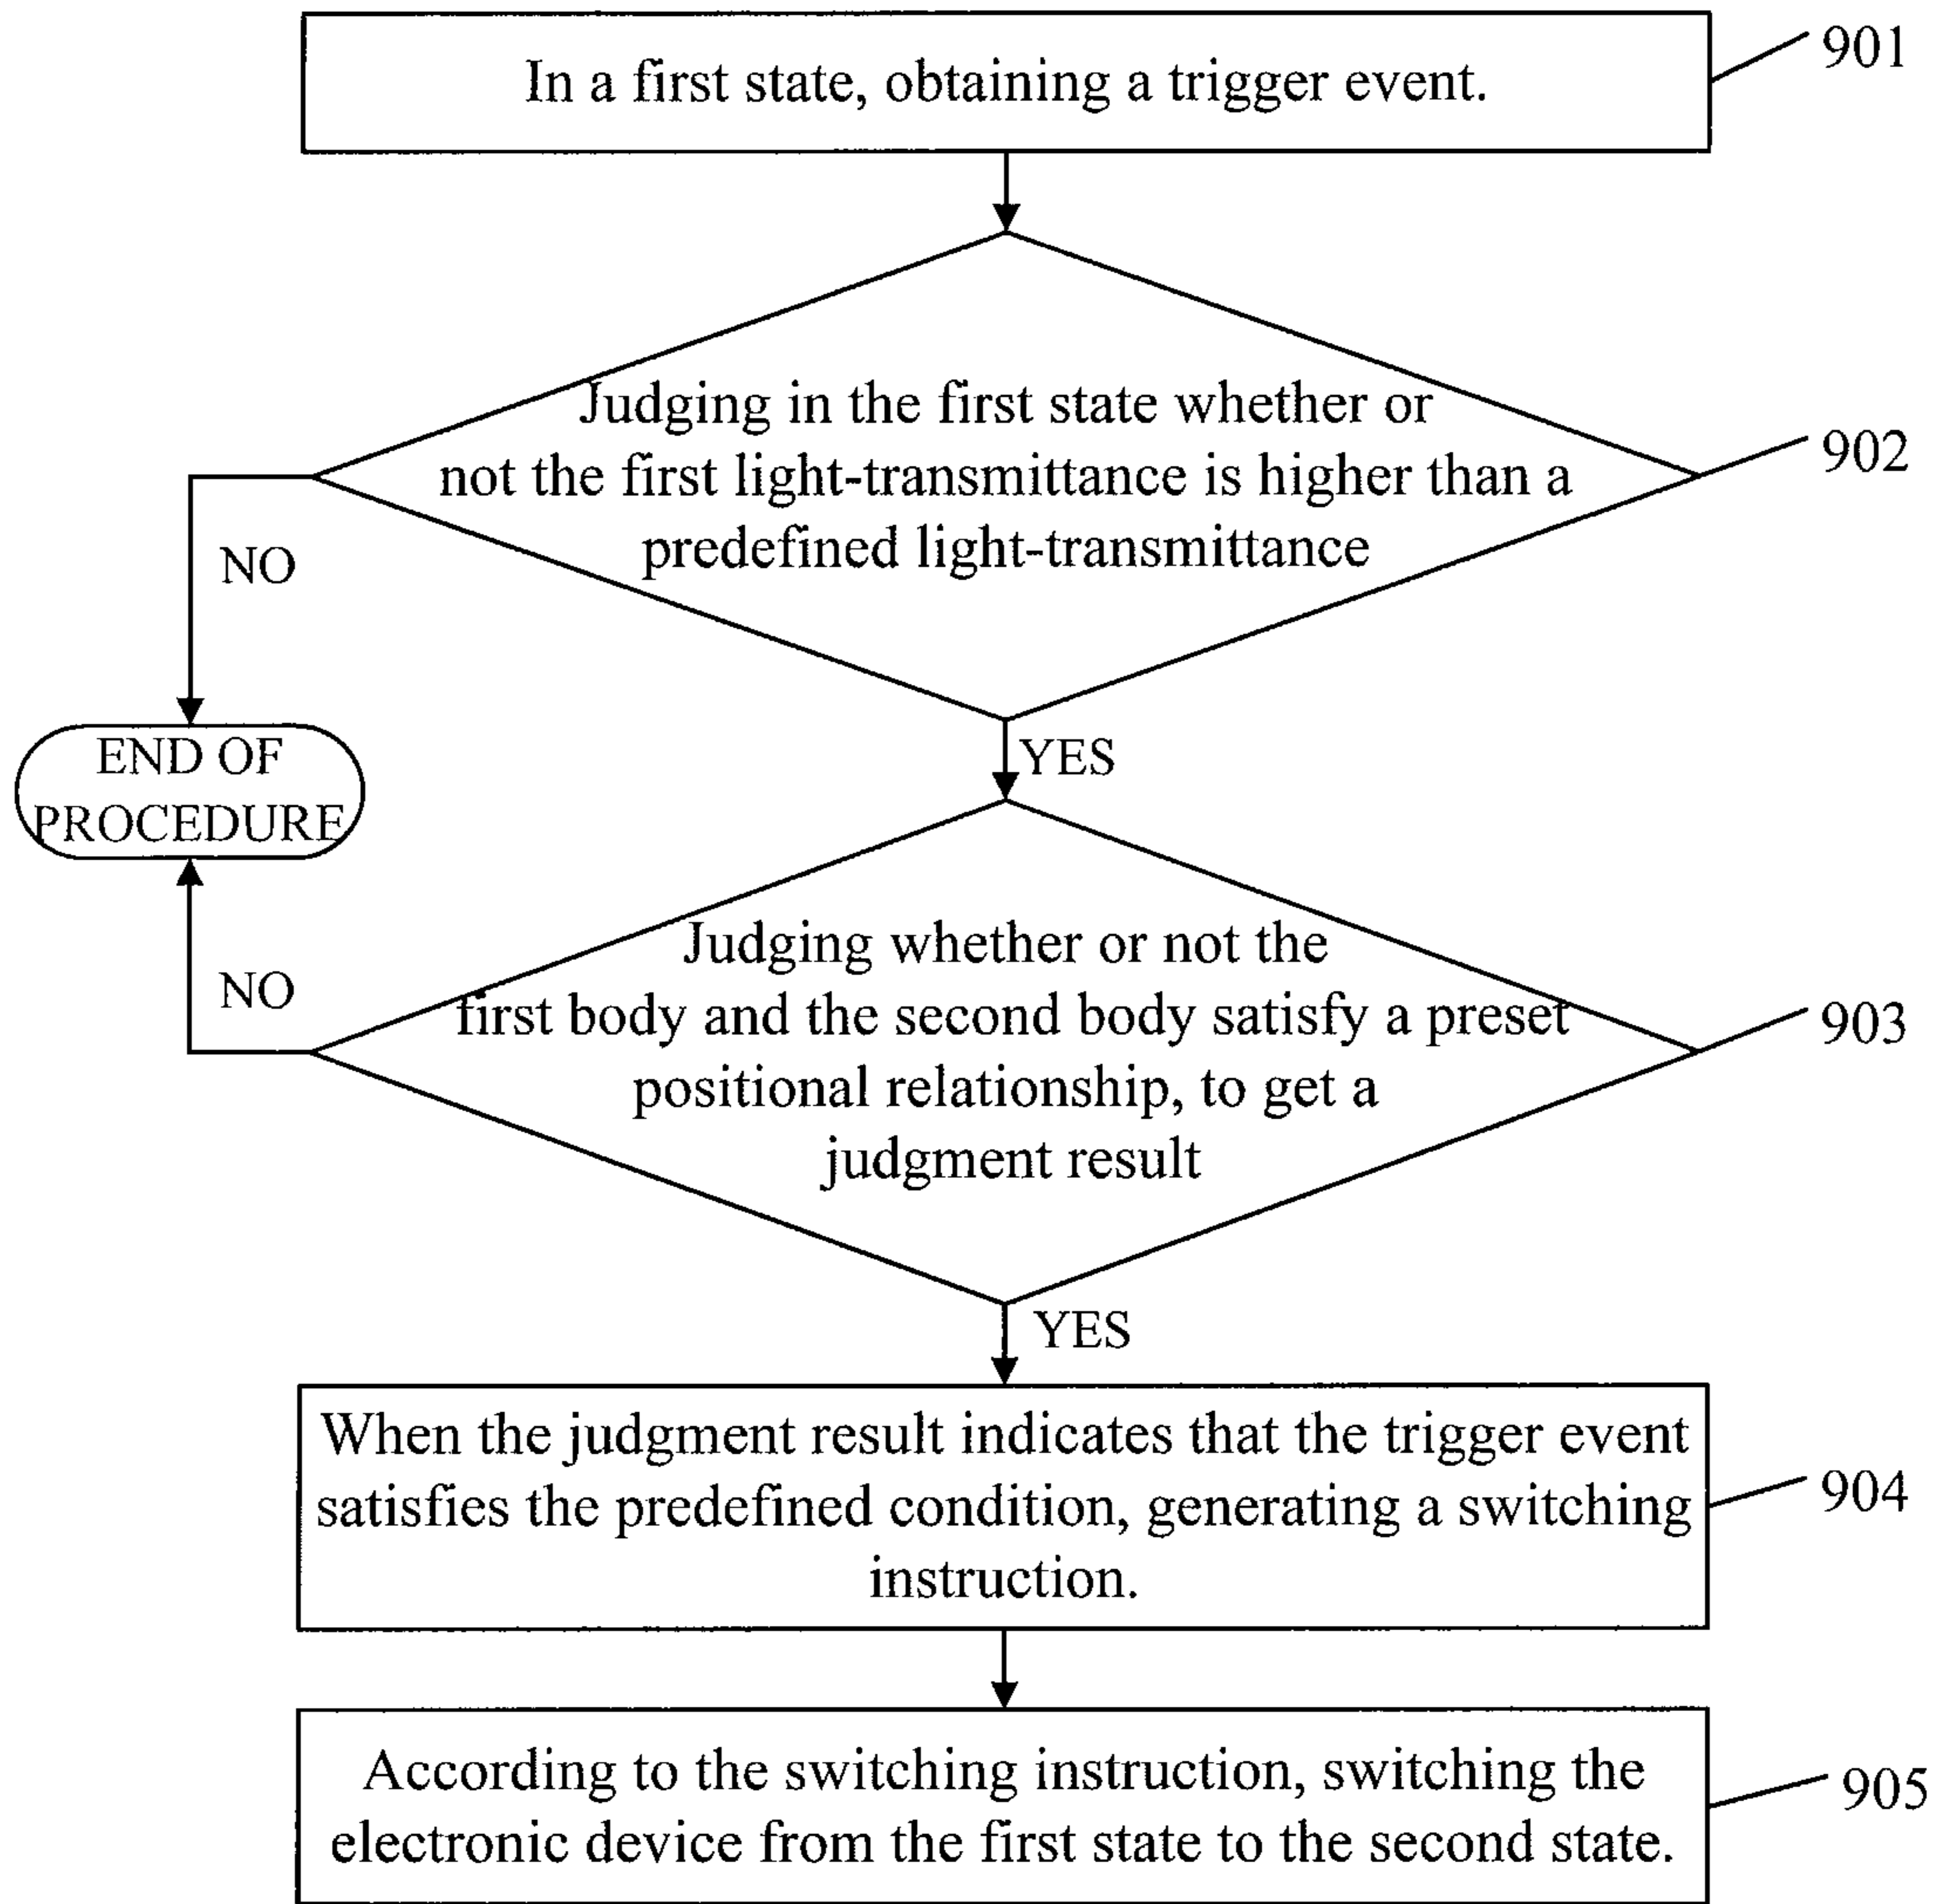 In a first state, obtaining a trigger event.
901
Judging in the first state whether or
not the first light-transmittance is higher than a
predefined light-transmittance
902
NO
YES
END OF
PROCEDURE
Judging whether or not the
first body and the second body satisfy a preset
positional relationship, to get a
judgment result
903
NO
YES
When the judgment result indicates that the trigger event
satisfies the predefined condition, generating a switching
instruction.
904
According to the switching instruction, switching the
electronic device from the first state to the second state.
905